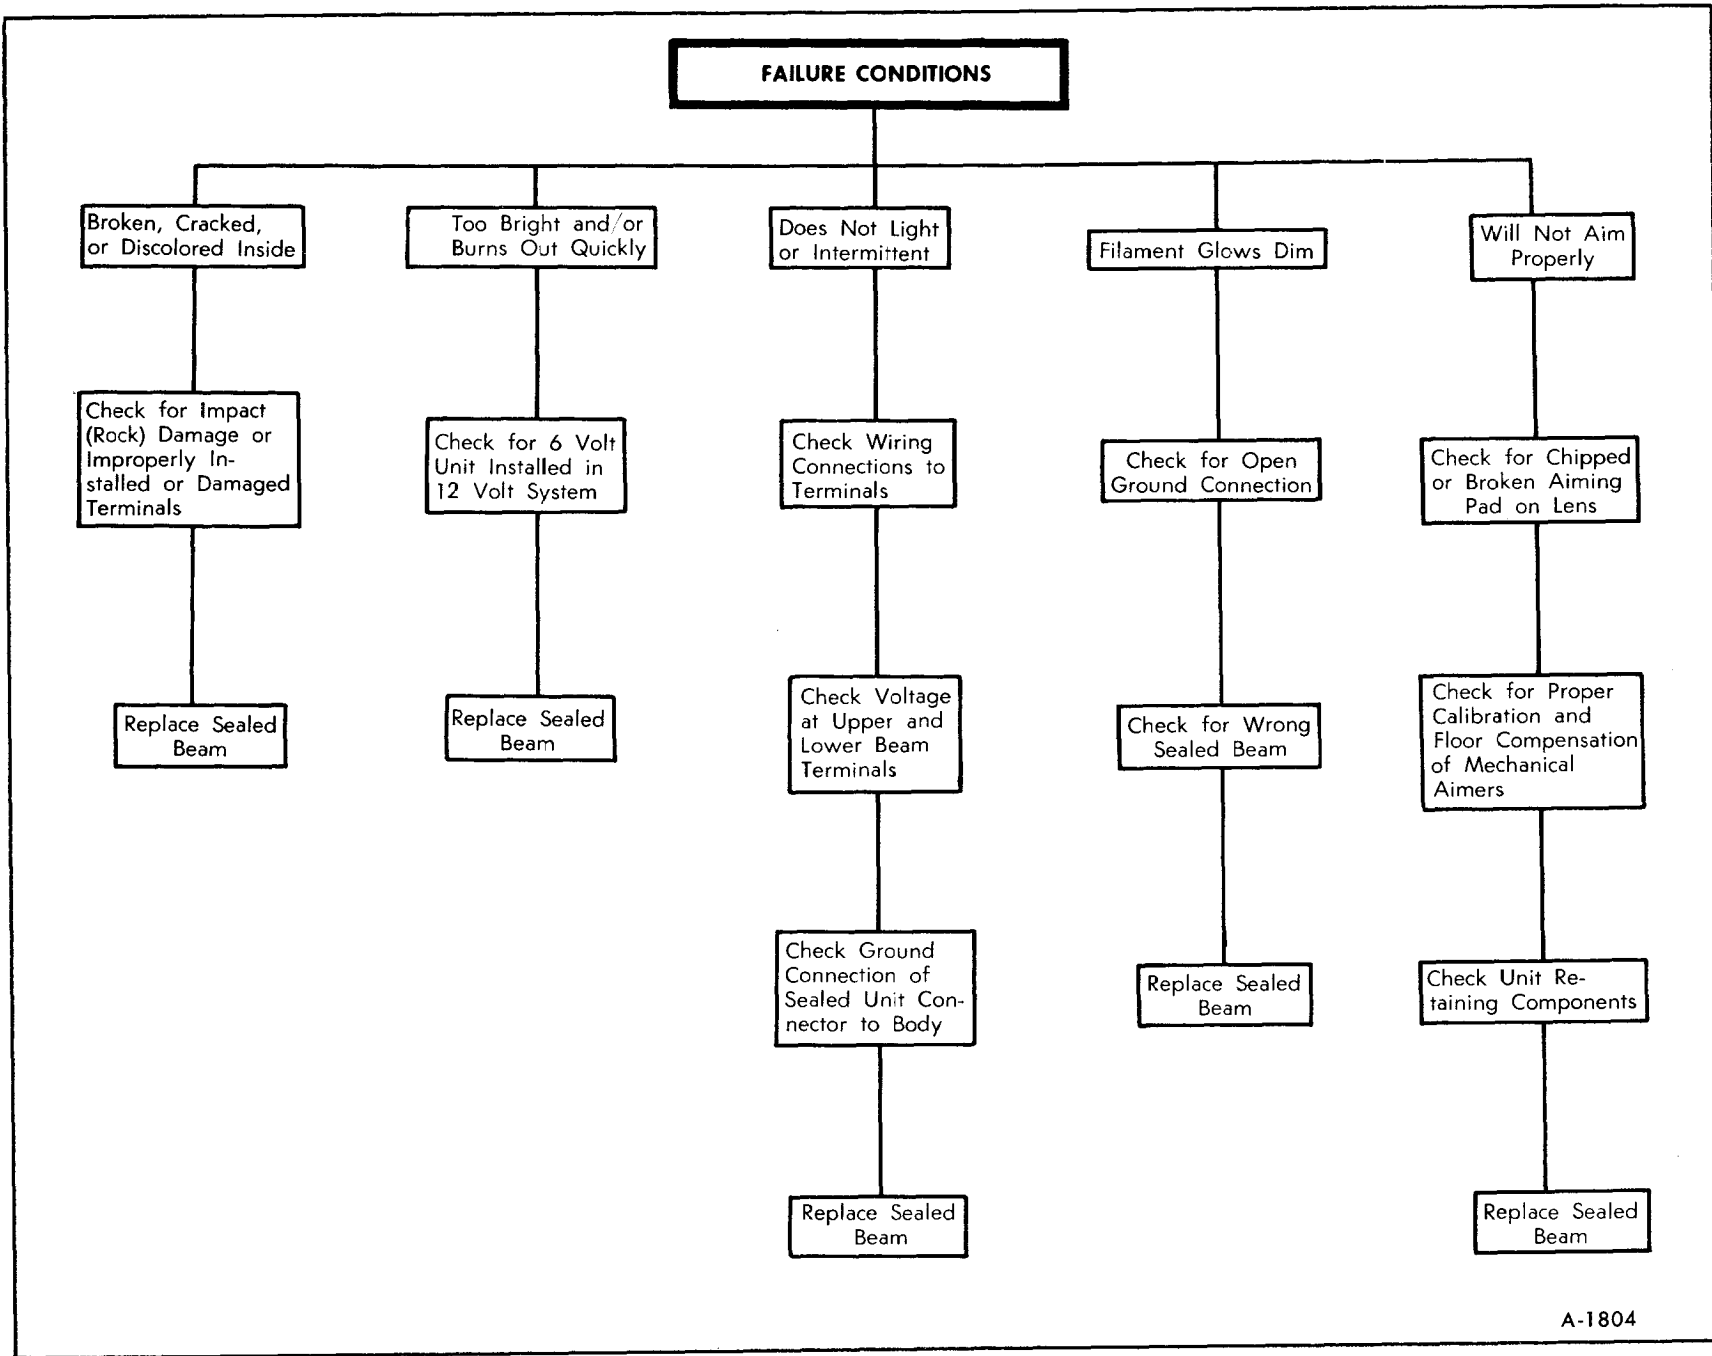 FAILURE CONDITIONS
Broken, Cracked,
or Discolored Inside
Too Bright and/or
Burns Out Quickly
Does Not Light
or Intermittent
Filament Glows Dim
Will Not Aim
Properly
Check for Impact
(Rock) Damage or
Improperly In-
stalled or Damaged
Terminals
Check for 6 Volt
Unit Installed in
12 Volt System
Check Wiring
Connections to
Terminals
Check for Open
Ground Connection
Check for Chipped
or Broken Aiming
Pad on Lens
Replace Sealed
Beam
Replace Sealed
Beam
Check Voltage
at Upper and
Lower Beam
Terminals
Check for Wrong
Sealed Beam
Check for Proper
Calibration and
Floor Compensation
of Mechanical
Aimers
Check Ground
Connection of
Sealed Unit Con-
nector to Body
Replace Sealed
Beam
Check Unit Re-
taining Components
Replace Sealed
Beam
Replace Sealed
Beam
A-1804